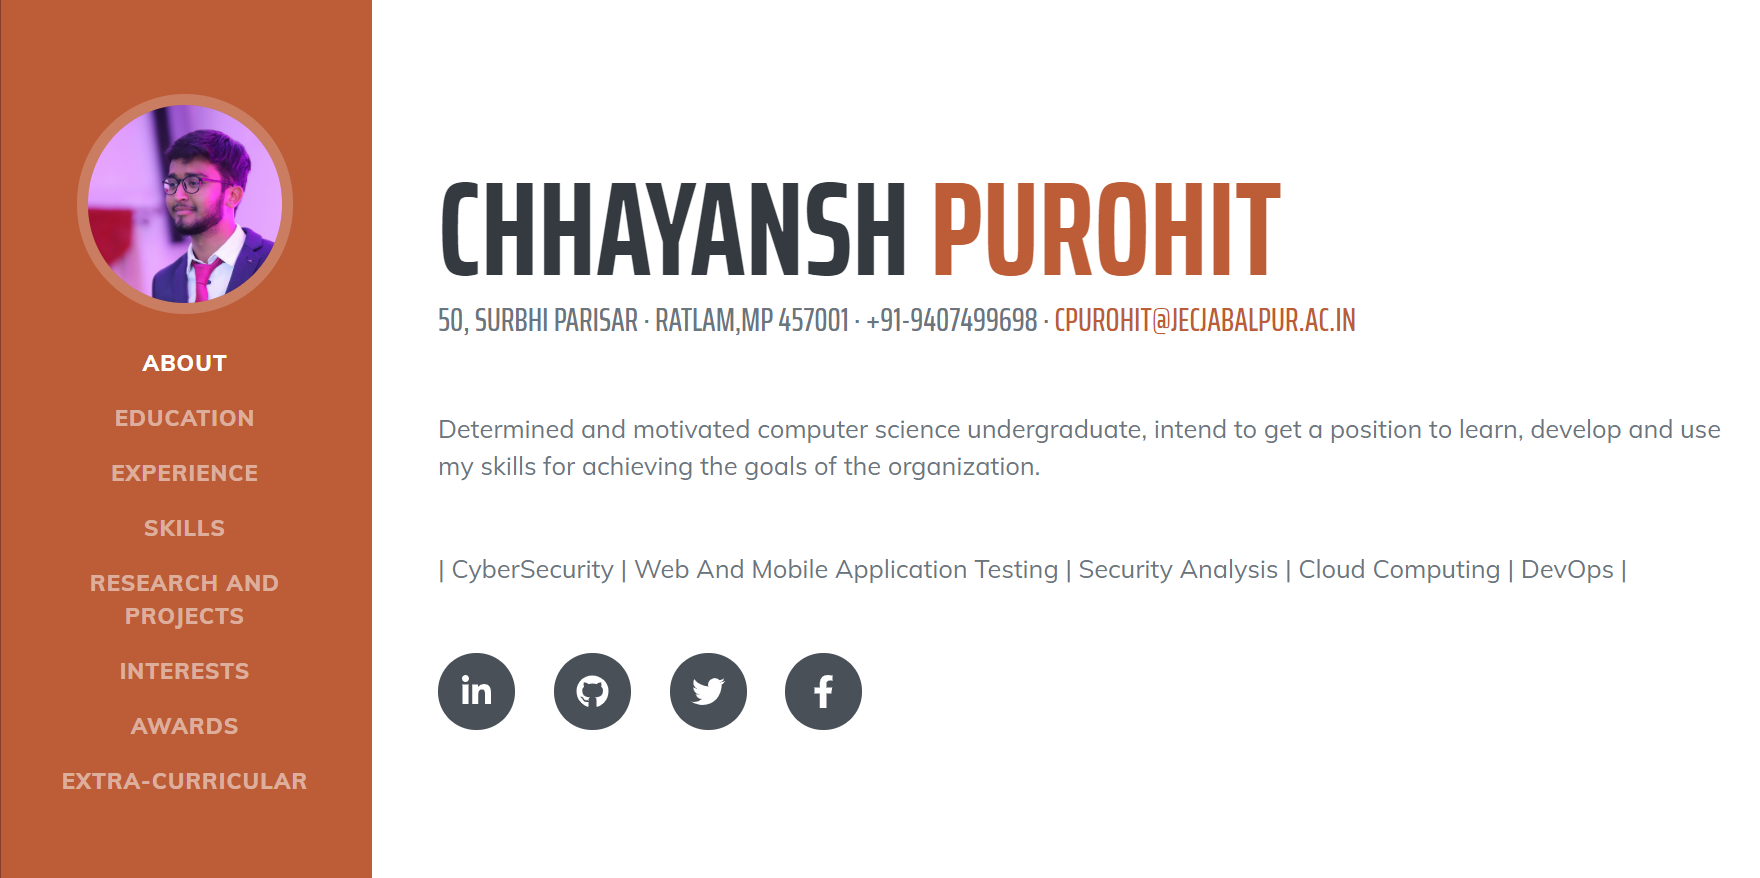 ABOUT
EDUCATION
EXPERIENCE
SKILLS
RESEARCH AND
PROJECTS
INTERESTS
AWARDS
EXTRA-CURRICULAR
CHHAYANSH PUROHIT
50, SURBHI PARISAR · RATLAM,MP 457001 · +91-9407499698 · CPUROHIT@JECJABALPUR.AC.IN
Determined and motivated computer science undergraduate, intend to get a position to learn, develop and use
my skills for achieving the goals of the organization.
| CyberSecurity | Web And Mobile Application Testing | Security Analysis | Cloud Computing | DevOps |